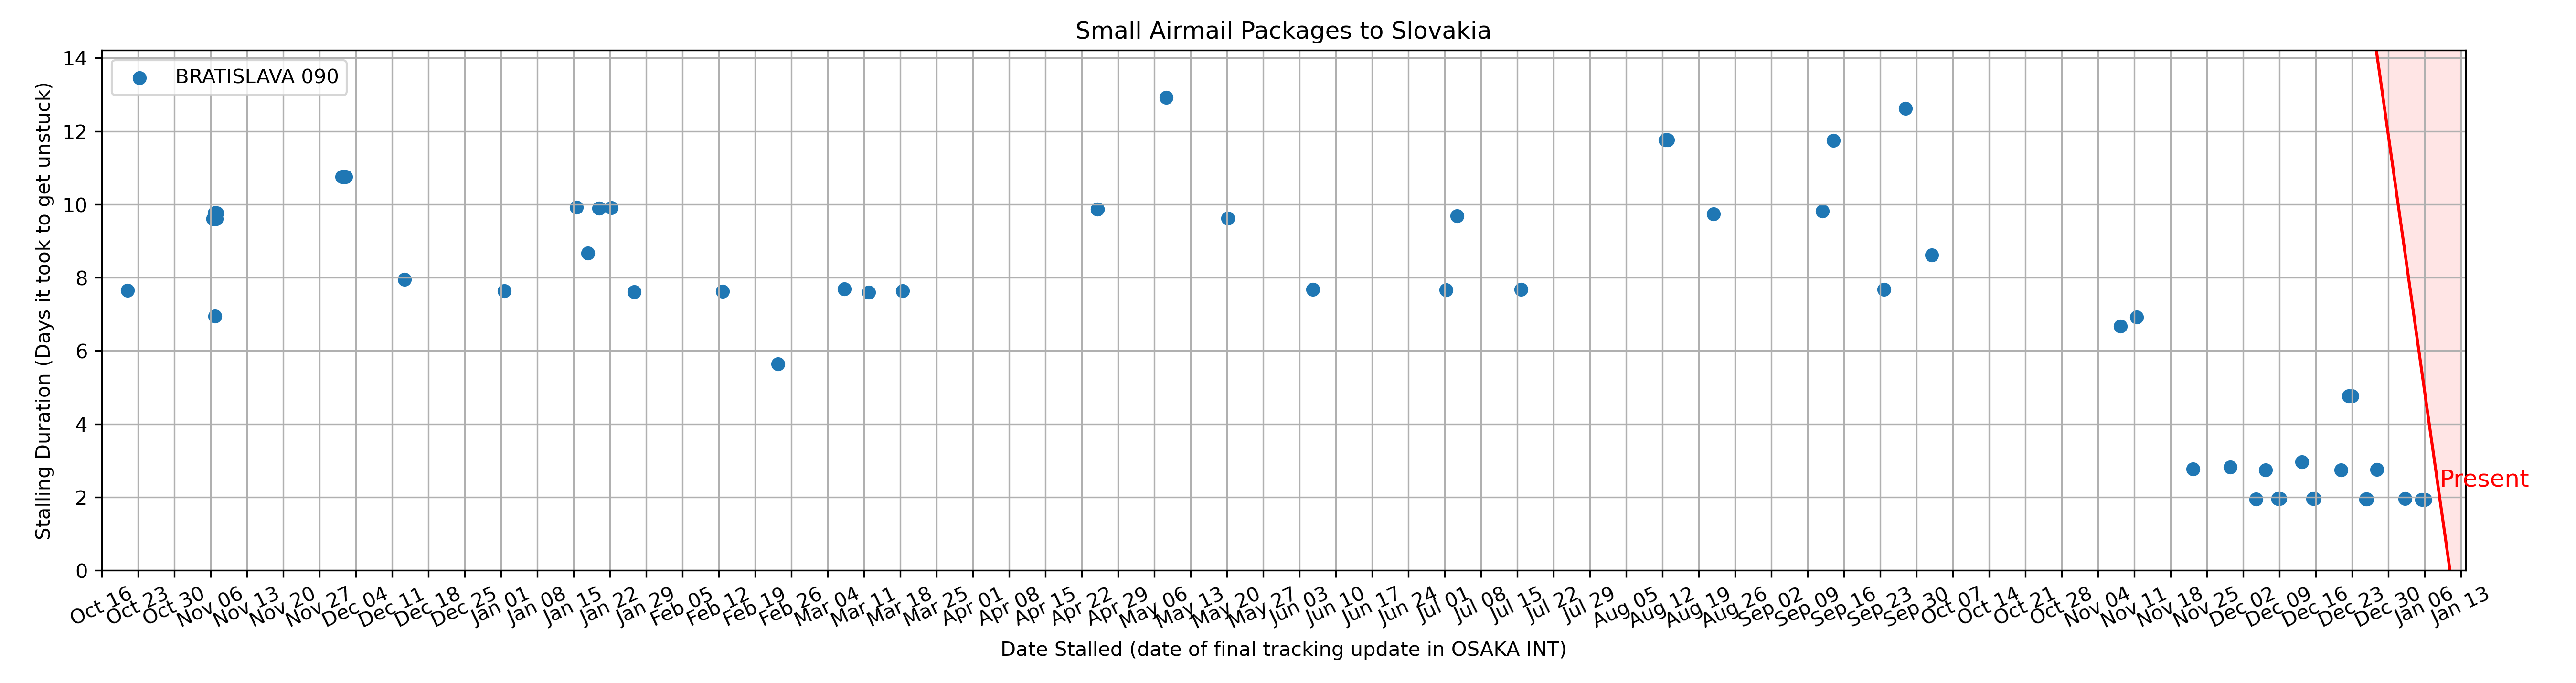 Small Airmail Packages to Slovakia
BRATISLAVA 090
Stalling Duration (Days it took to get unstuck)
14
12
10
8
6
4
2
0
Present
Oct 16 Oct 23 Oct 30 Nov 06 Nov 13 Nov 20 Nov 27 Dec 04 Dec 11 Dec 18 Dec 25 Jan 01 Jan 08 Jan 15 Jan 22 Jan 29 Feb 05 Feb 12 Feb 19 Feb 26 Mar 04 Mar 11 Mar 18 Mar 25 Apr 01 Apr 08 Apr 15 Apr 22 Apr 29 May 06 May 13 May 20 May 27 Jun 03 Jun 10 Jun 17 Jun 24 Jul 01 Jul 08 Jul 15 Jul 22 Jul 29 Aug 05 Aug 12 Aug 19 Aug 26 Sep 02 Sep 09 Sep 16 Sep 23 Sep 30 Oct 07 Oct 14 Oct 21 Oct 28 Nov 04 Nov 11 Nov 18 Nov 25 Dec 02 Dec 09 Dec 16 Dec 23 Dec 30 Jan 06 Jan 13
Date Stalled (date of final tracking update in OSAKA INT)